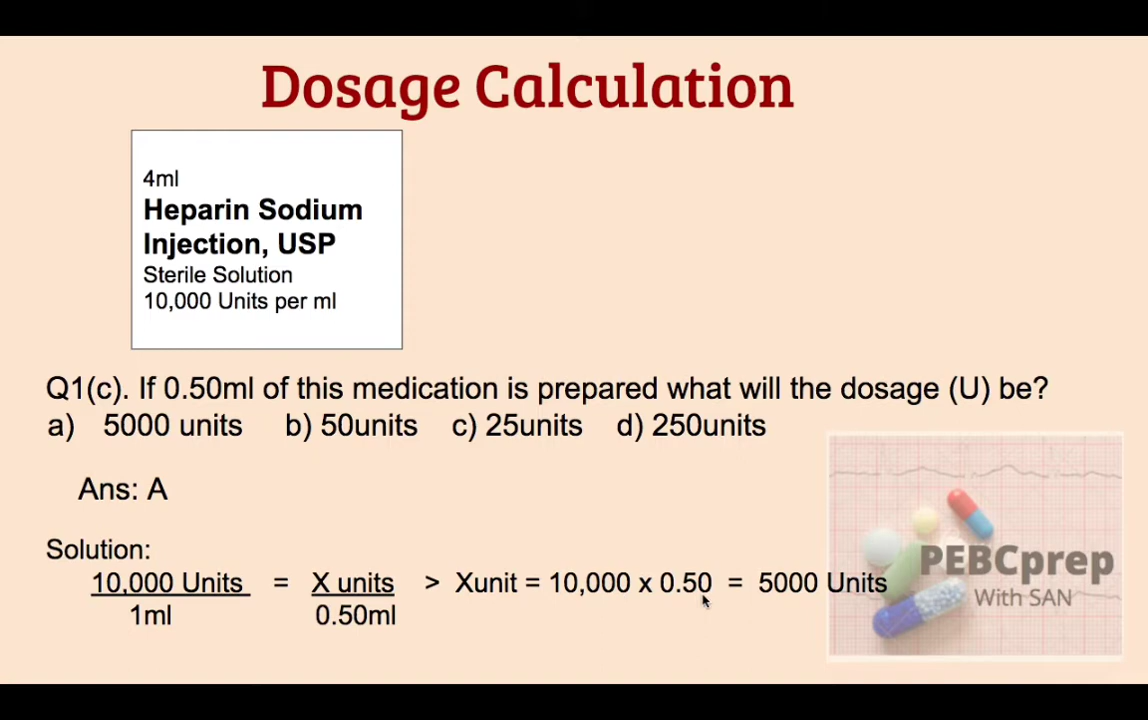 Dosage Calculation
4ml
Heparin Sodium
Injection, USP
Sterile Solution
10,000 Units per ml
Q1(c). If 0.50ml of this medication is prepared what will the dosage (U) be?
a) 5000 units b) 50units c) 25units d) 250units
Ans: A
Solution:
10,000 Units = X units > Xunit = 10,000 x 0.50 = 5000 Units
1ml 0.50ml
PEBCprep
With SAN